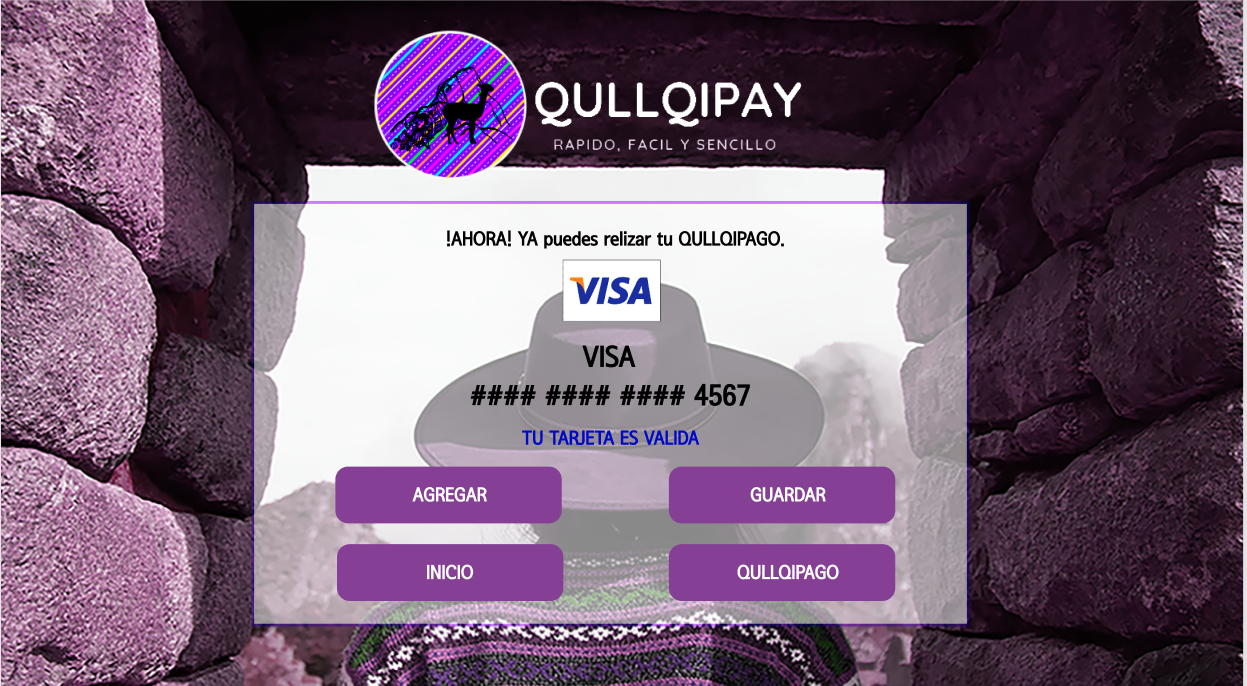 QULLQIPAY
RAPIDO, FACIL Y SENCILLO
!AHORA! YA puedes relizar tu QULLQIPAGO.
VISA
VISA
#### #### #### 4567
TU TARJETA ES VALIDA
AGREGAR
GUARDAR
INICIO
QULLQIPAGO